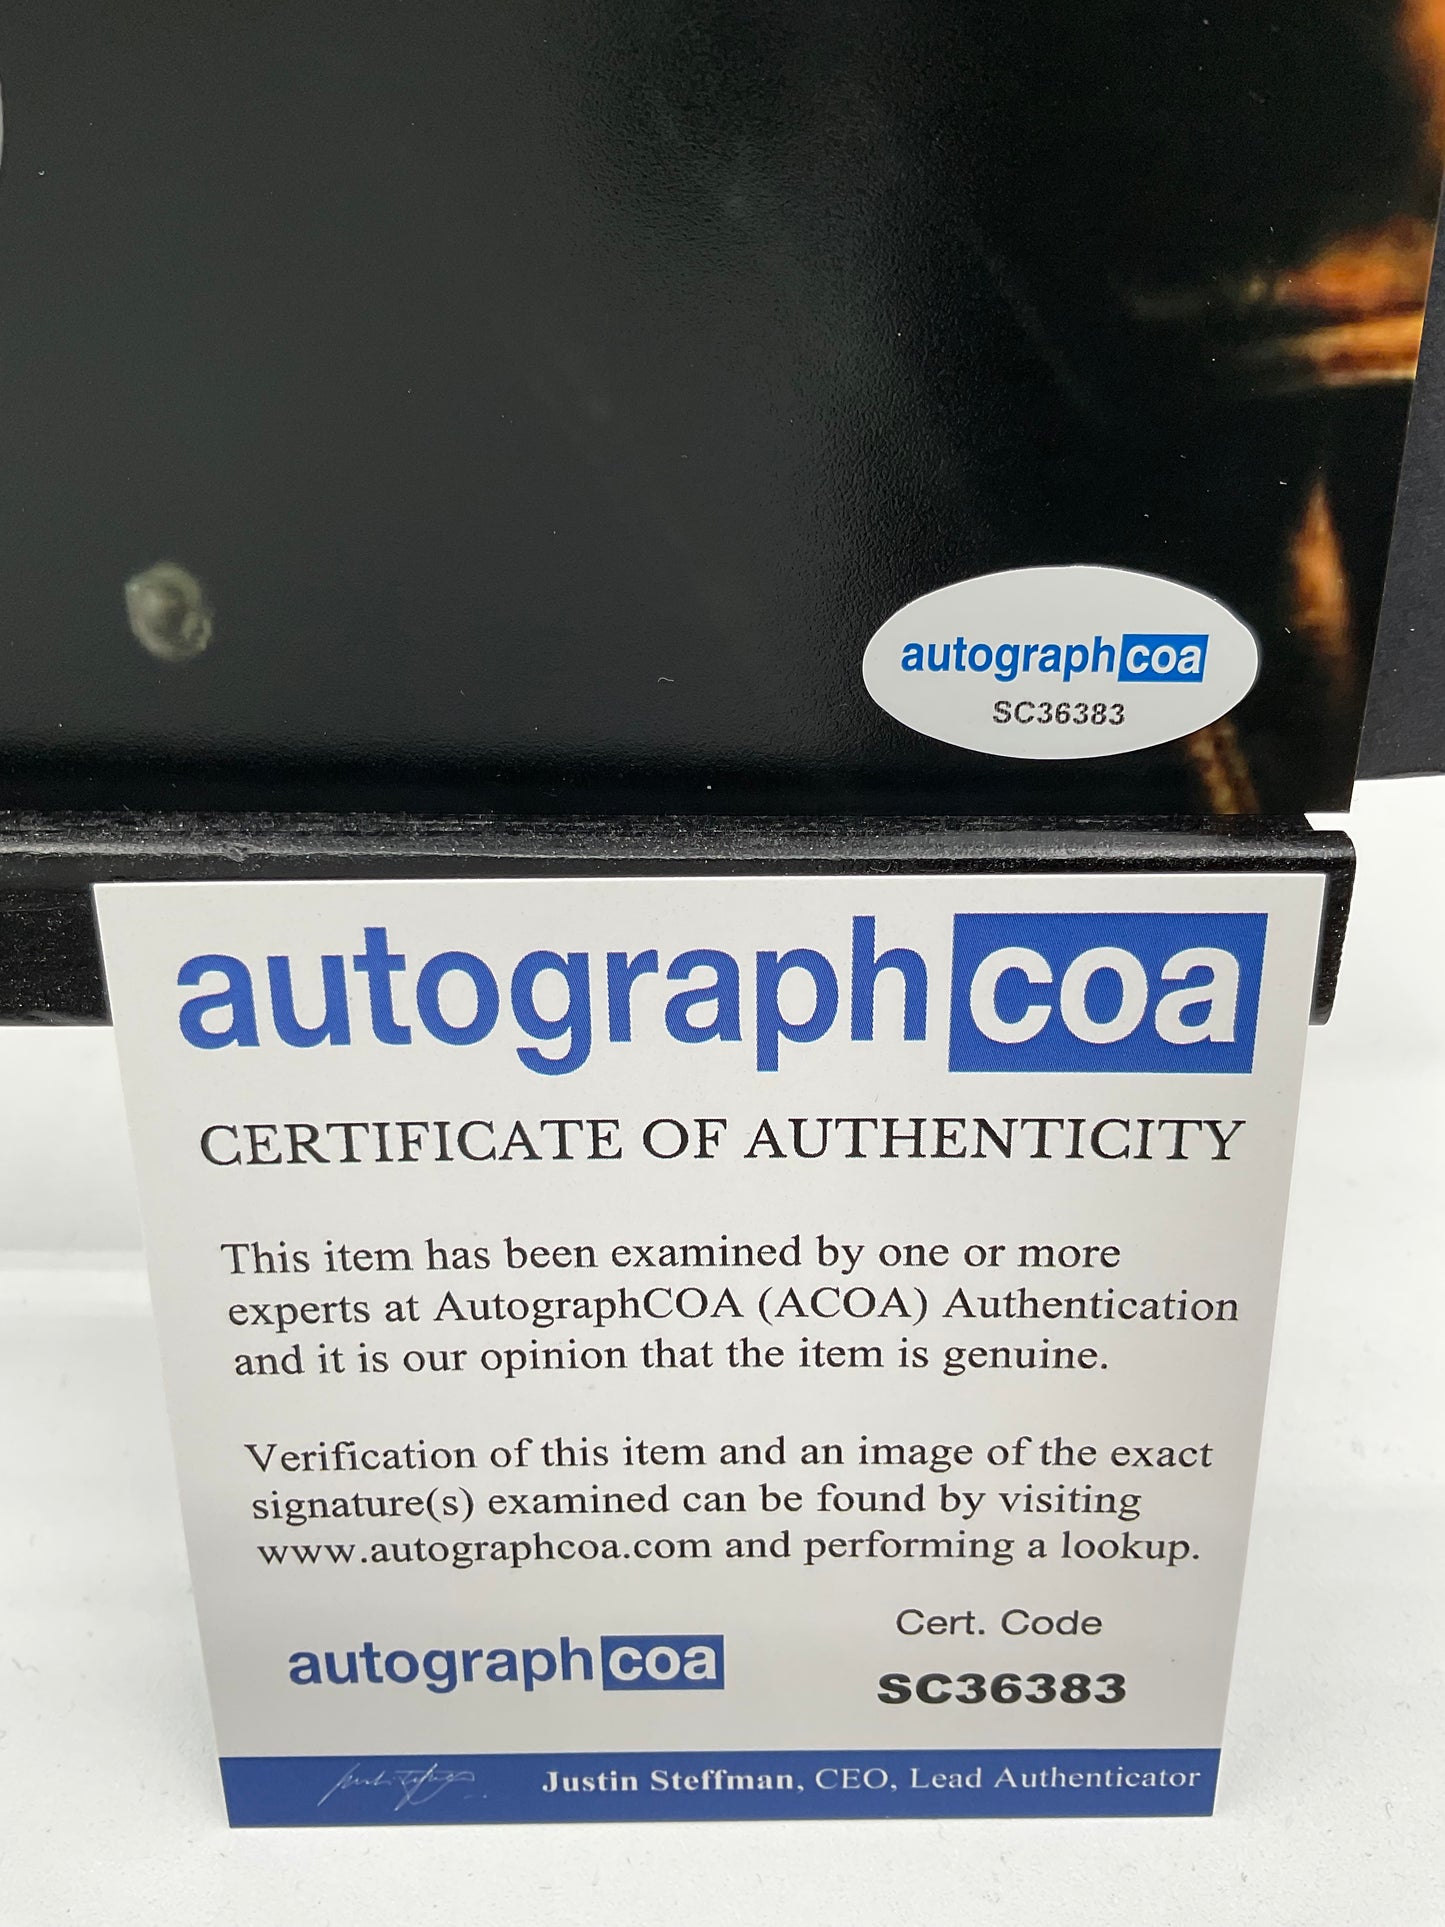 autographcoa
SC36383
autographcoa
CERTIFICATE OF AUTHENTICITY
This item has been examined by one or more
experts at AutographCOA (ACOA) Authentication
and it is our opinion that the item is genuine.
Verification of this item and an image of the exact
signature(s) examined can be found by visiting
www.autographcoa.com and performing a lookup.
Cert. Code
autographcoa
SC36383
Justin Steffman, CEO, Lead Authenticator